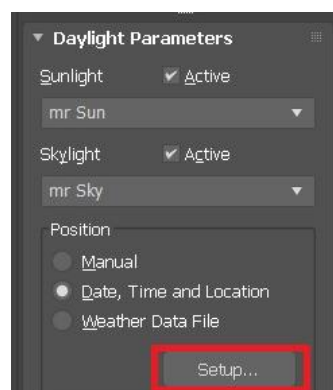 Daylight Parameters
Sunlight Active
mr Sun
Skylight Active
mr Sky
Position
Manual
Date, Time and Location
Weather Data File
Setup...